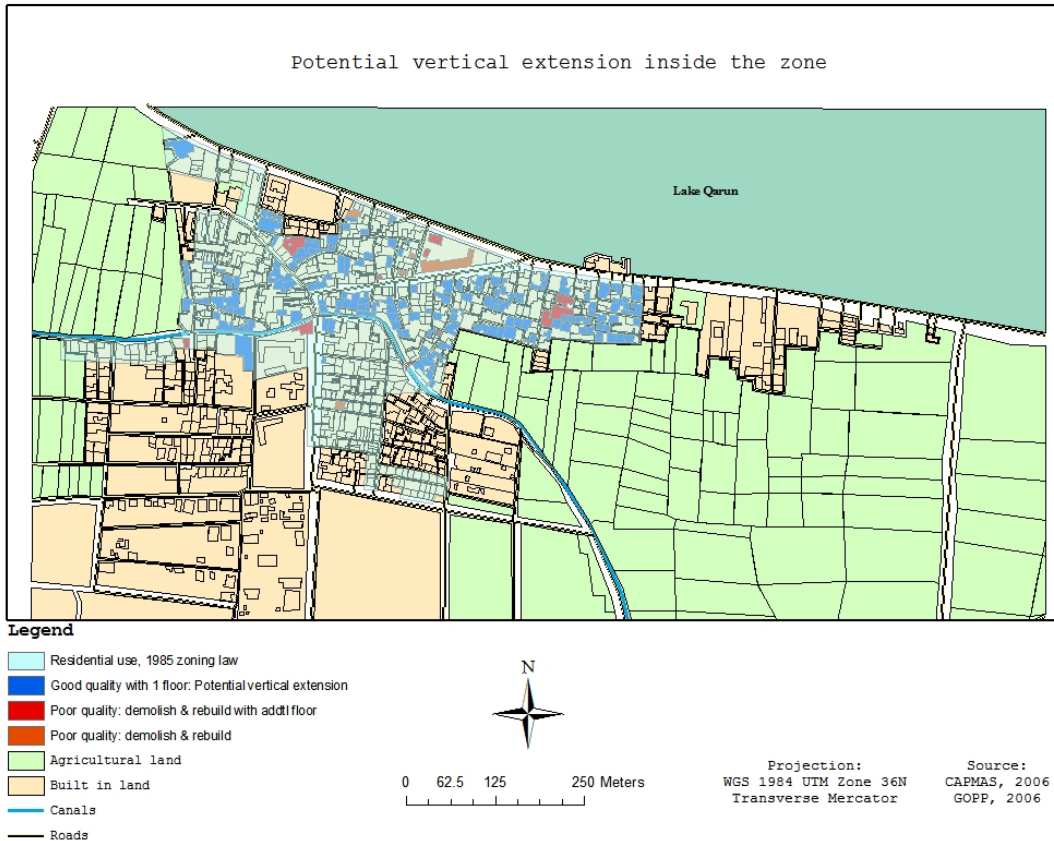 Potential vertical extension inside the zone
Lake Qarun
Legend
Residential use, 1985 zoning law
Good quality with 1 floor: Potential vertical extension
Poor quality: demolish & rebuild with addtl floor
Poor quality: demolish & rebuild
Agricultural land
Built in land
Canals
Roads
N
0 62.5 125 250 Meters
Projection:
WGS 1984 UTM Zone 36N
Transverse Mercator
Source:
CAPMAS, 2006
GOPP, 2006